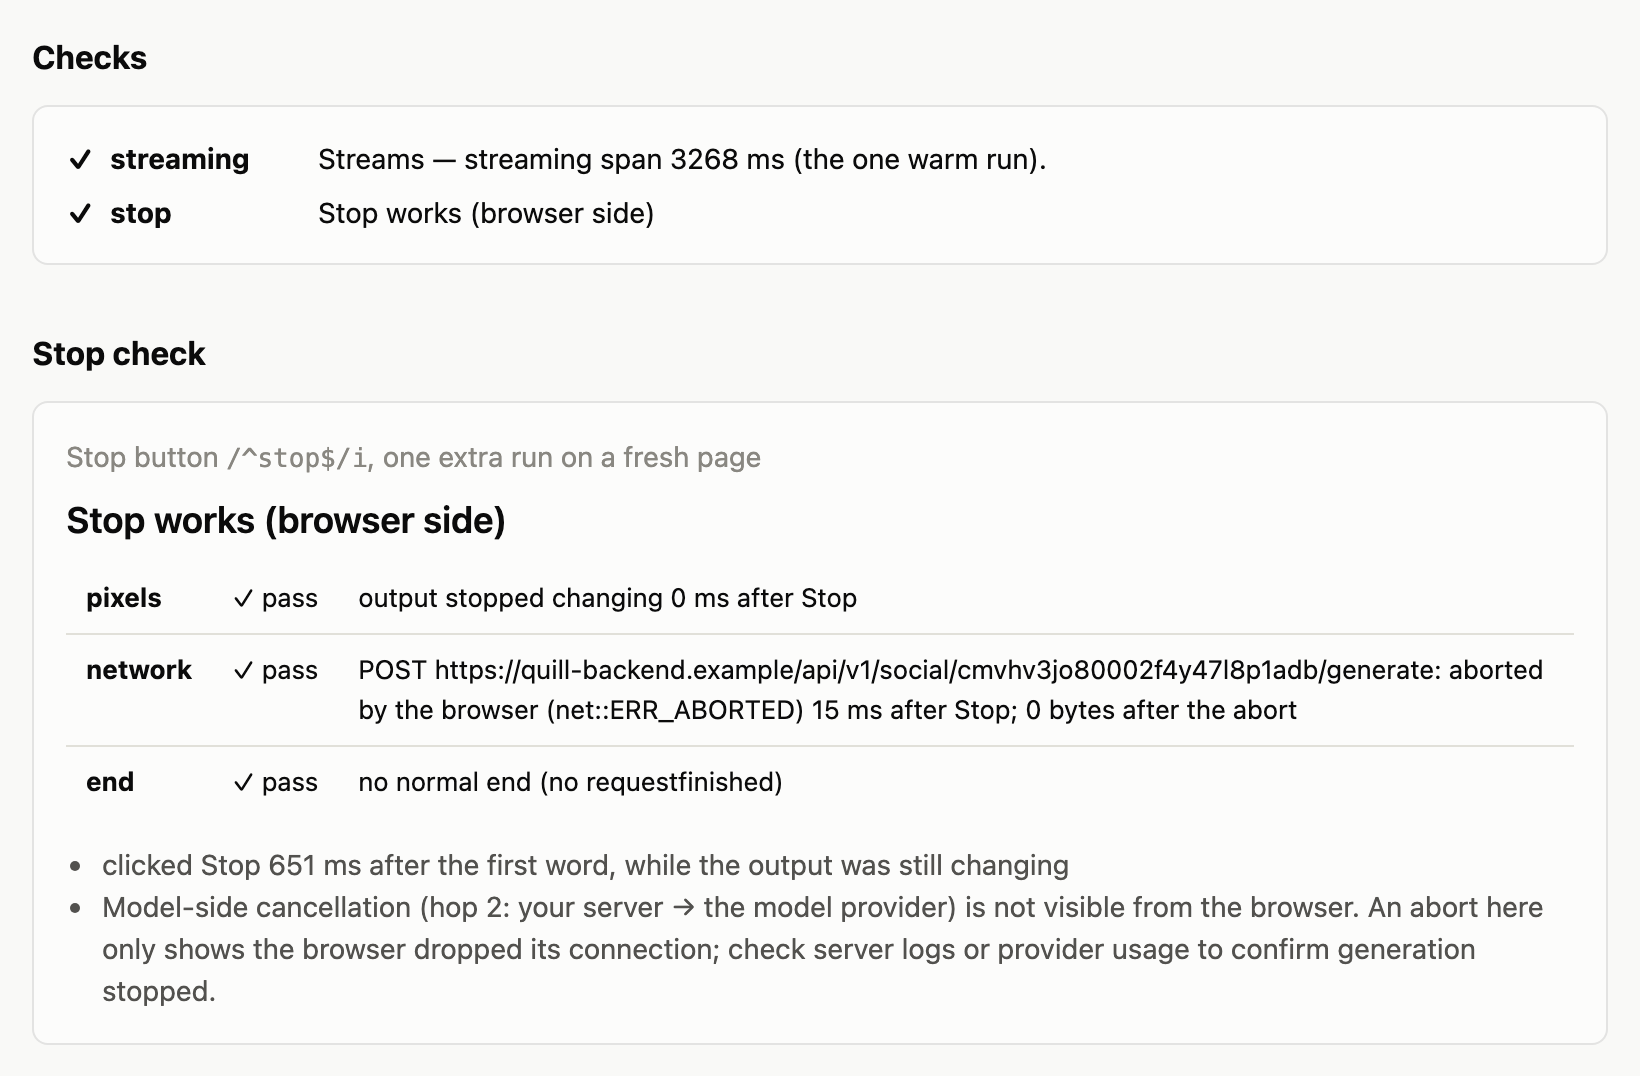 Checks
✓ streaming Streams — streaming span 3268 ms (the one warm run).
✓ stop Stop works (browser side)
Stop check
Stop button /^stop$/i, one extra run on a fresh page
Stop works (browser side)
pixels ✓ pass output stopped changing 0 ms after Stop
network ✓ pass POST https://quill-backend.example/api/v1/social/cmvhv3jo80002f4y47l8p1adb/generate: aborted
by the browser (net::ERR_ABORTED) 15 ms after Stop; 0 bytes after the abort
end ✓ pass no normal end (no requestfinished)
• clicked Stop 651 ms after the first word, while the output was still changing
• Model-side cancellation (hop 2: your server → the model provider) is not visible from the browser. An abort here
only shows the browser dropped its connection; check server logs or provider usage to confirm generation
stopped.